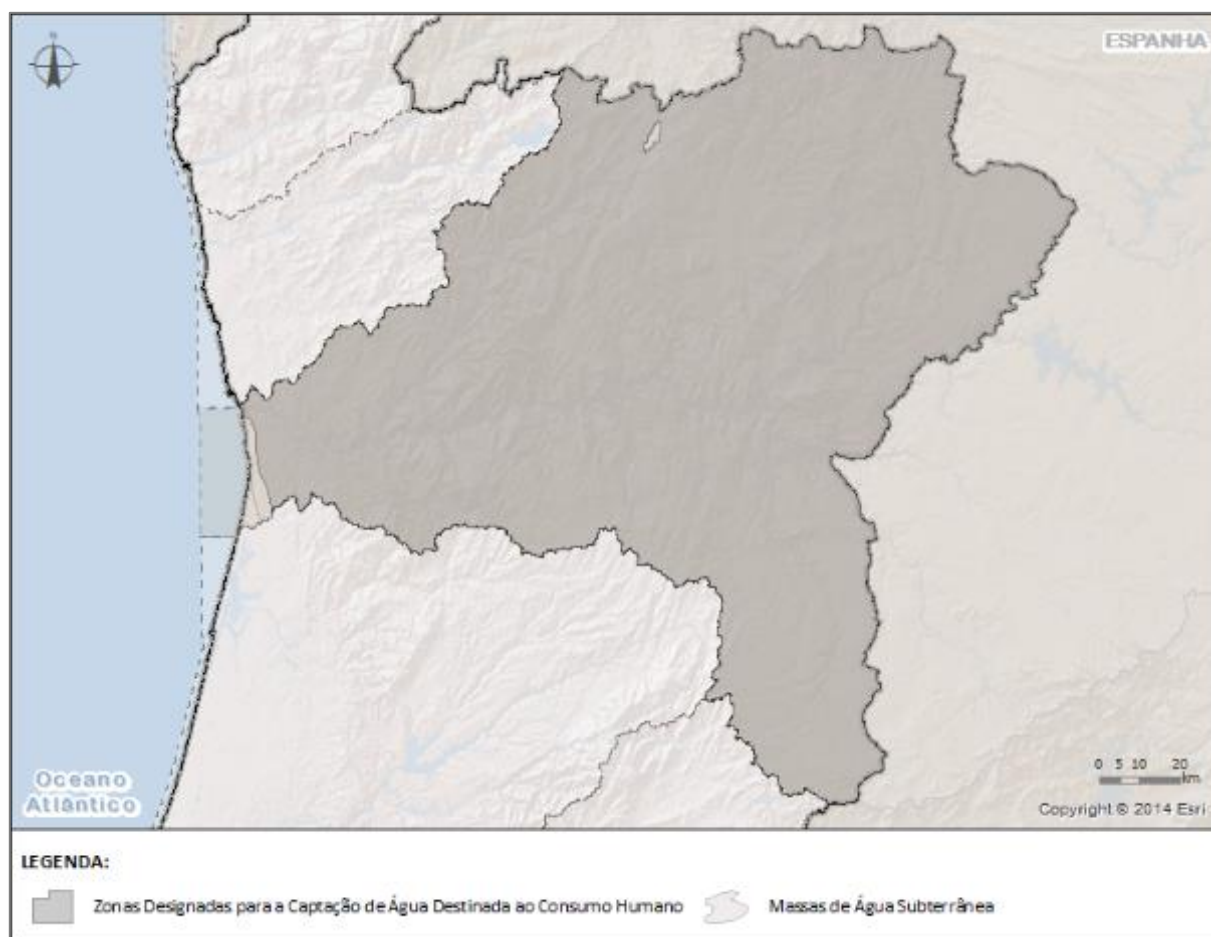 N
ESPANHA
Oceano
Atlântico
0 5 10 20
km
Copyright © 2014 Esri
LEGENDA:
Zonas Designadas para a Captação de Água Destinada ao Consumo Humano
Massas de Água Subterrânea